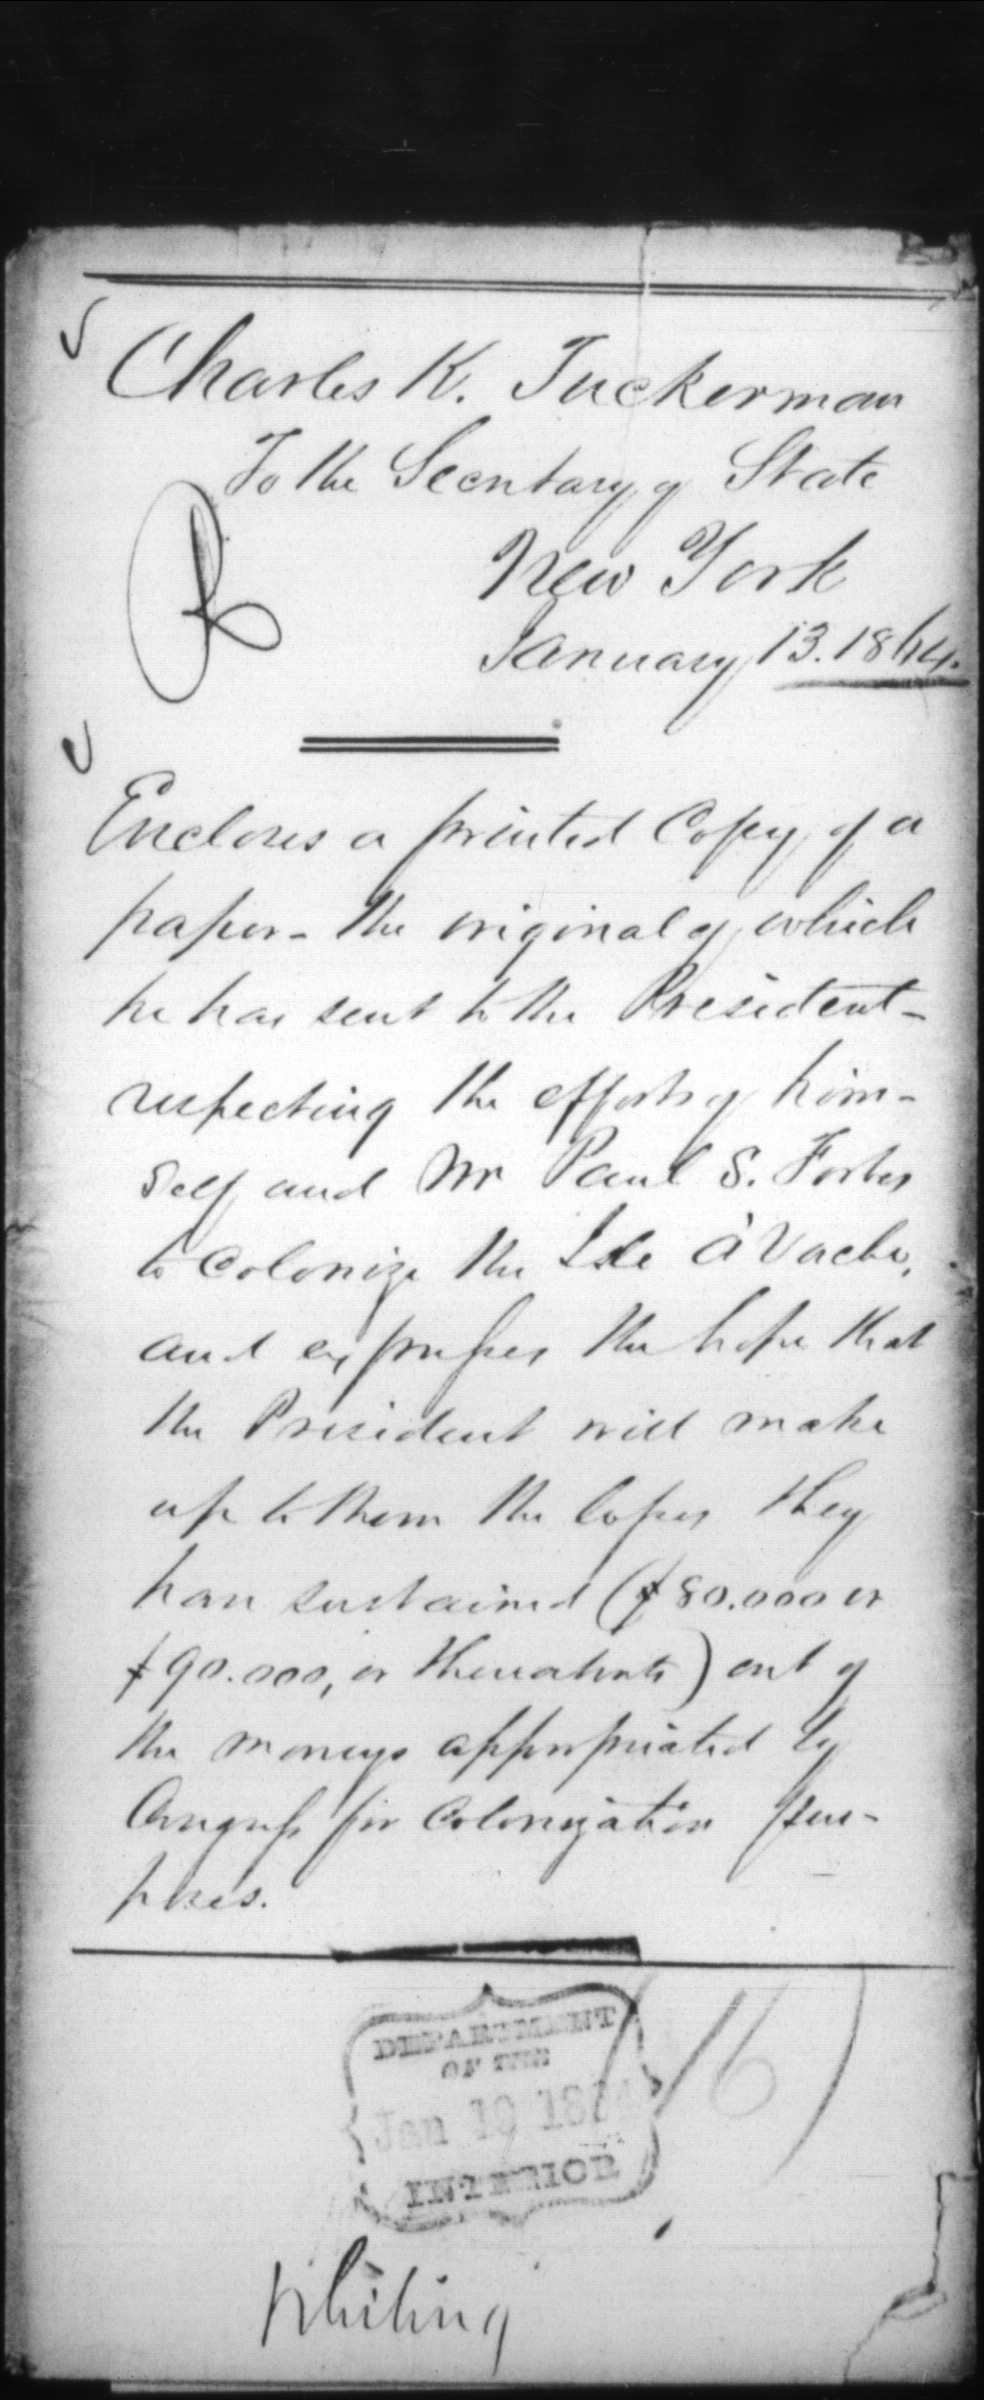 Charles K. Tuckerman
To the Secretary of State
New York
January 13. 1864.
Encloses a printed Copy of a
paper - the original of which
he has sent to the President -
respecting the efforts of him-
self and Mr Paul S. Forbes
to Colonize the Isle A'Vache,
and expresses the hope that
the President will make
up to them the losses they
have sustained ($80.000 or
$90.000, or thereabouts) out of
the moneys appropriated by
Congress for Colonization pur-
poses.
(16)
DEPARTMENT
OF THE
Jan 19 1864
INTERIOR
Whiting